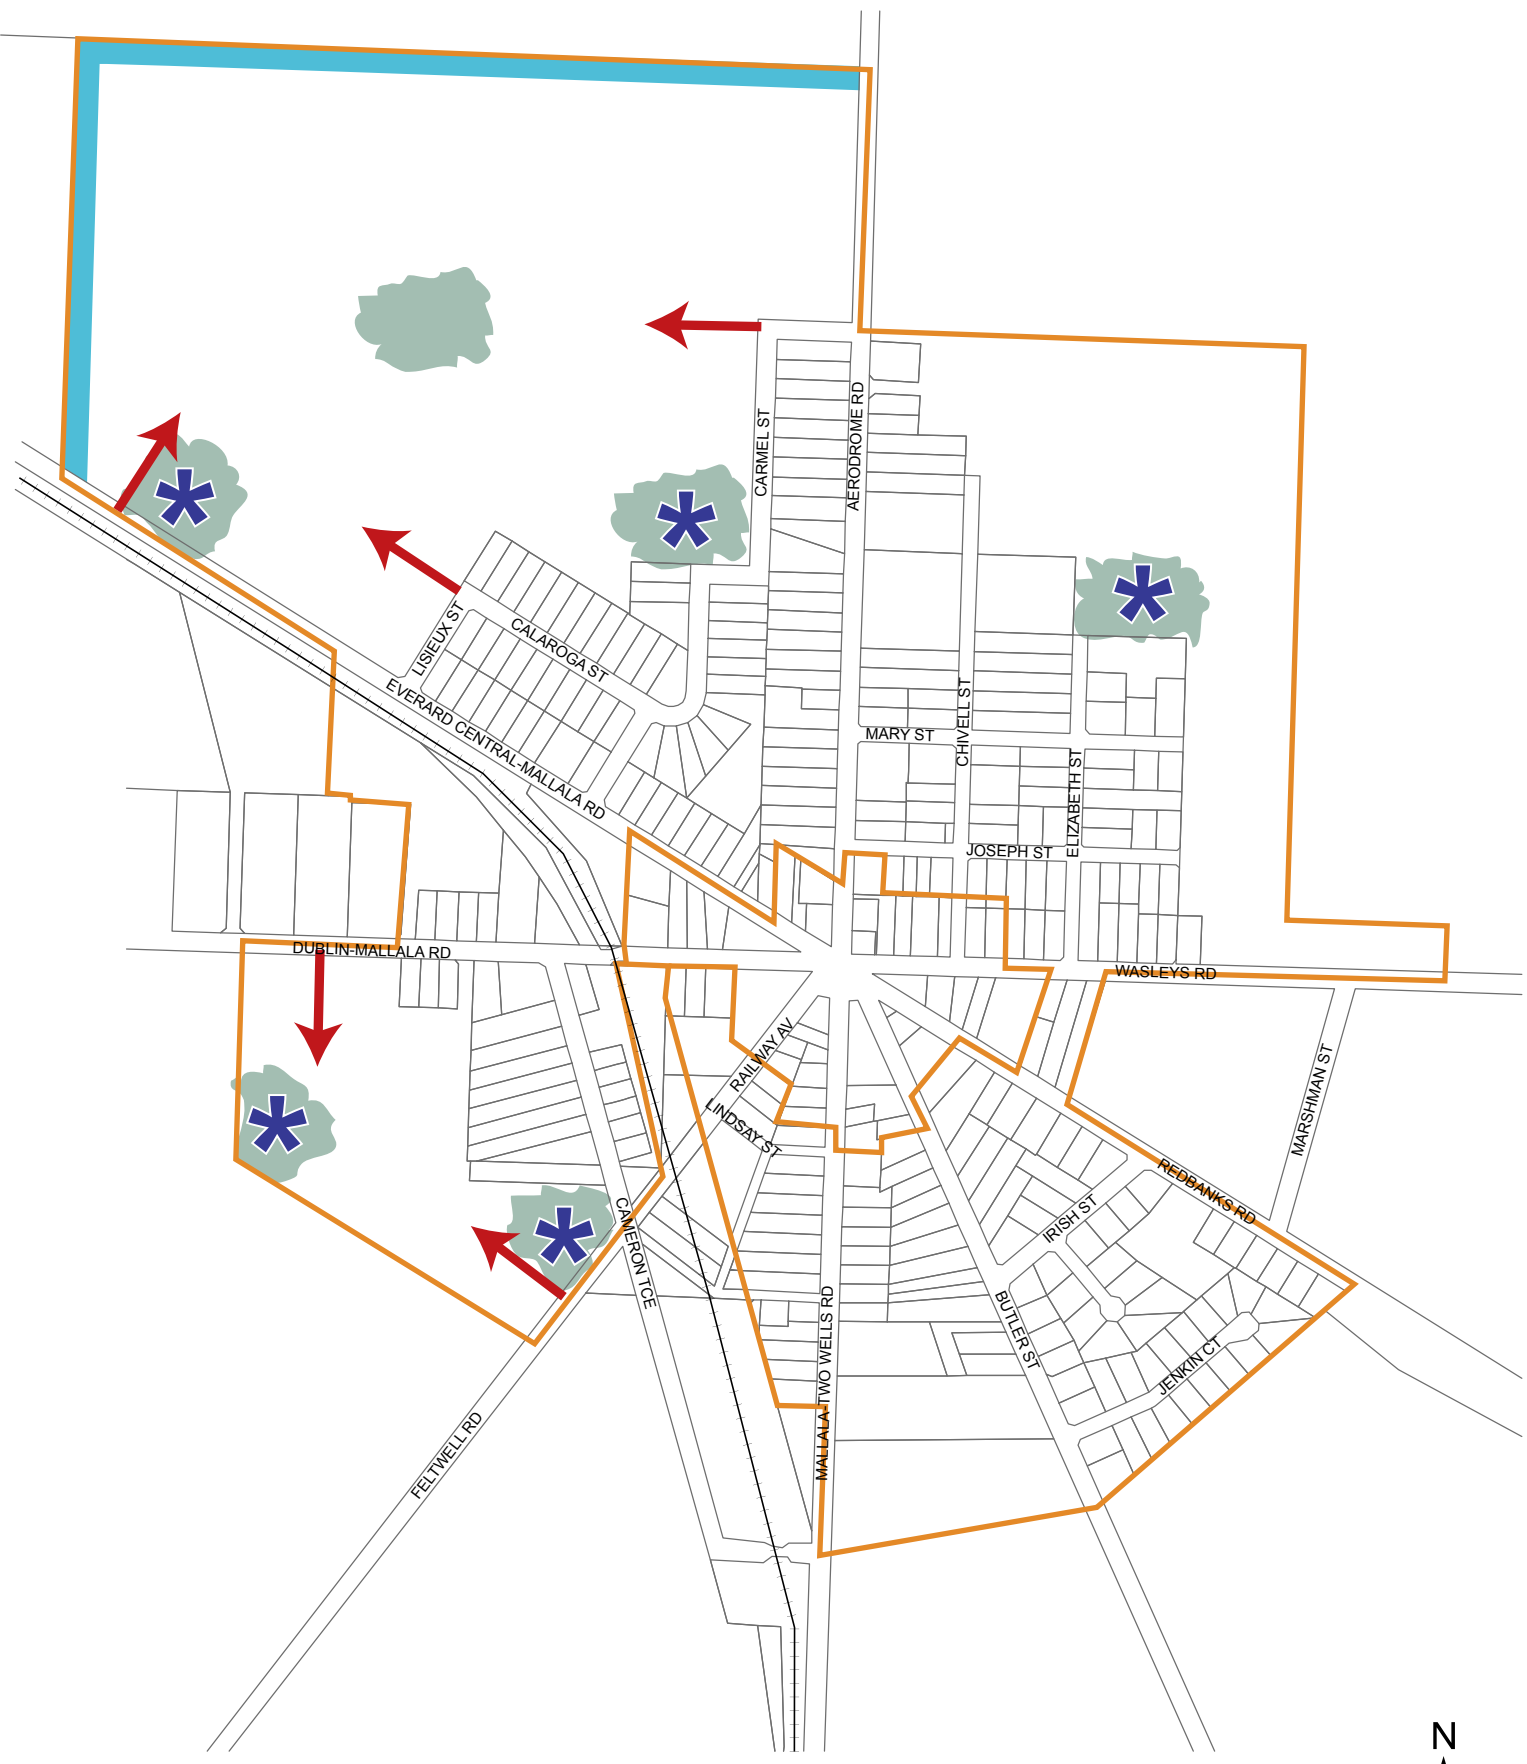 CARMEL ST
AERODROME RD
LISIEUX ST
CALAROGA ST
EVERARD CENTRAL-MALLALA RD
MARY ST
CHIVELL ST
ELIZABETH ST
JOSEPH ST
DUBLIN-MALLALA RD
WASLEYS RD
RAILWAY AV
LINDSAY ST
MARSHMAN ST
REDBANKS RD
IRISH ST
CAMERON TCE
BUTLER ST
MALLALA-TWO WELLS RD
JENKIN CT
FELTWELL RD
N